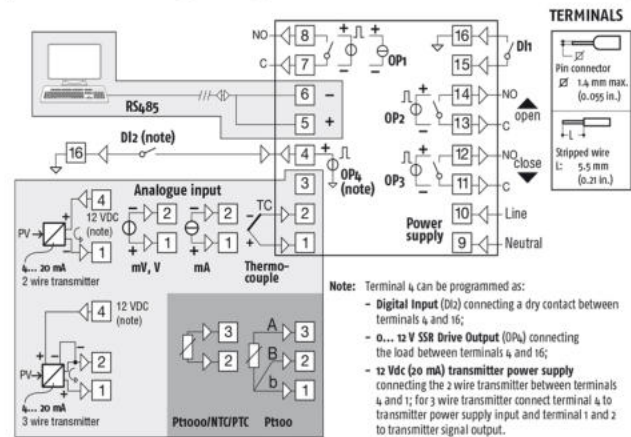 TERMINALS
Pin connector
Ø 1.4 mm max.
(0.055 in.)
Stripped wire
L: 5.5 mm
(0.21 in.)
NO 8 + + OP1
C 7 - -
16 DI1
15
RS485
6 -
5 +
14 NO
OP2 open
13 C
16 DI2 (note) 4 + OP4 (note)
12 NO
OP3 close
11 C
3
Power supply
10 Line
9 Neutral
Analogue input
4
12 VDC
(note)
PV
+
-
1
4... 20 mA
2 wire transmitter
- 2
+ 1
mV, V
- 2
+ 1
mA
TC
- 2
+ 1
Thermo-
couple
4
12 VDC
(note)
PV
+ - +
2
1
4... 20 mA
3 wire transmitter
3
2
Pt1000/NTC/PTC
A 3
B 2
b 1
Pt100
Note: Terminal 4 can be programmed as:
- Digital Input (DI2) connecting a dry contact between
terminals 4 and 16;
- 0... 12 V SSR Drive Output (OP4) connecting
the load between terminals 4 and 16;
- 12 Vdc (20 mA) transmitter power supply
connecting the 2 wire transmitter between terminals
4 and 1; for 3 wire transmitter connect terminal 4 to
transmitter power supply input and terminal 1 and 2
to transmitter signal output.